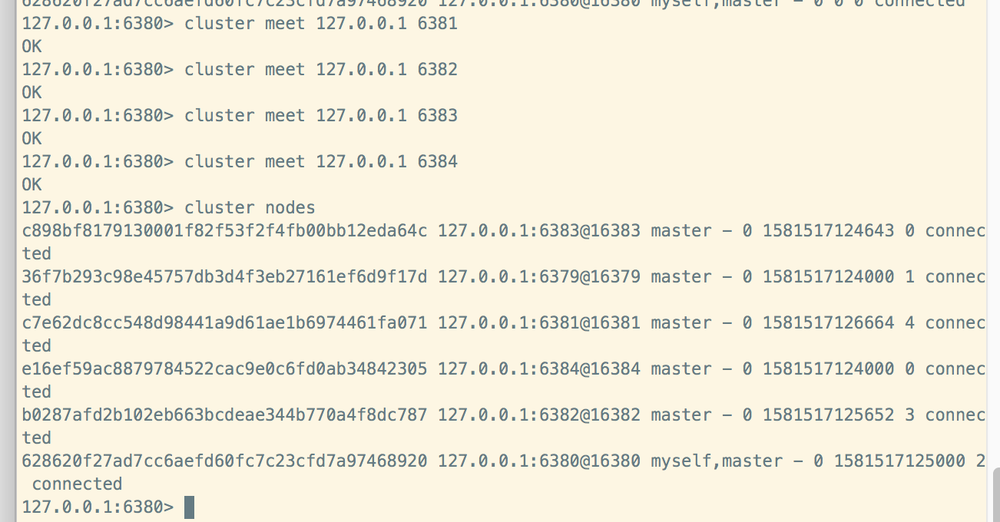 628620f27ad7cc6aefd60fc7c23cfd7a97468920 127.0.0.1:6380@16380 myself,master - 0 0 0 connected
127.0.0.1:6380> cluster meet 127.0.0.1 6381
OK
127.0.0.1:6380> cluster meet 127.0.0.1 6382
OK
127.0.0.1:6380> cluster meet 127.0.0.1 6383
OK
127.0.0.1:6380> cluster meet 127.0.0.1 6384
OK
127.0.0.1:6380> cluster nodes
c898bf8179130001f82f53f2f4fb00bb12eda64c 127.0.0.1:6383@16383 master - 0 1581517124643 0 connec
ted
36f7b293c98e45757db3d4f3eb27161ef6d9f17d 127.0.0.1:6379@16379 master - 0 1581517124000 1 connec
ted
c7e62dc8cc548d98441a9d61ae1b6974461fa071 127.0.0.1:6381@16381 master - 0 1581517126664 4 connec
ted
e16ef59ac8879784522cac9e0c6fd0ab34842305 127.0.0.1:6384@16384 master - 0 1581517124000 0 connec
ted
b0287afd2b102eb663bcdeae344b770a4f8dc787 127.0.0.1:6382@16382 master - 0 1581517125652 3 connec
ted
628620f27ad7cc6aefd60fc7c23cfd7a97468920 127.0.0.1:6380@16380 myself,master - 0 1581517125000 2
 connected
127.0.0.1:6380>